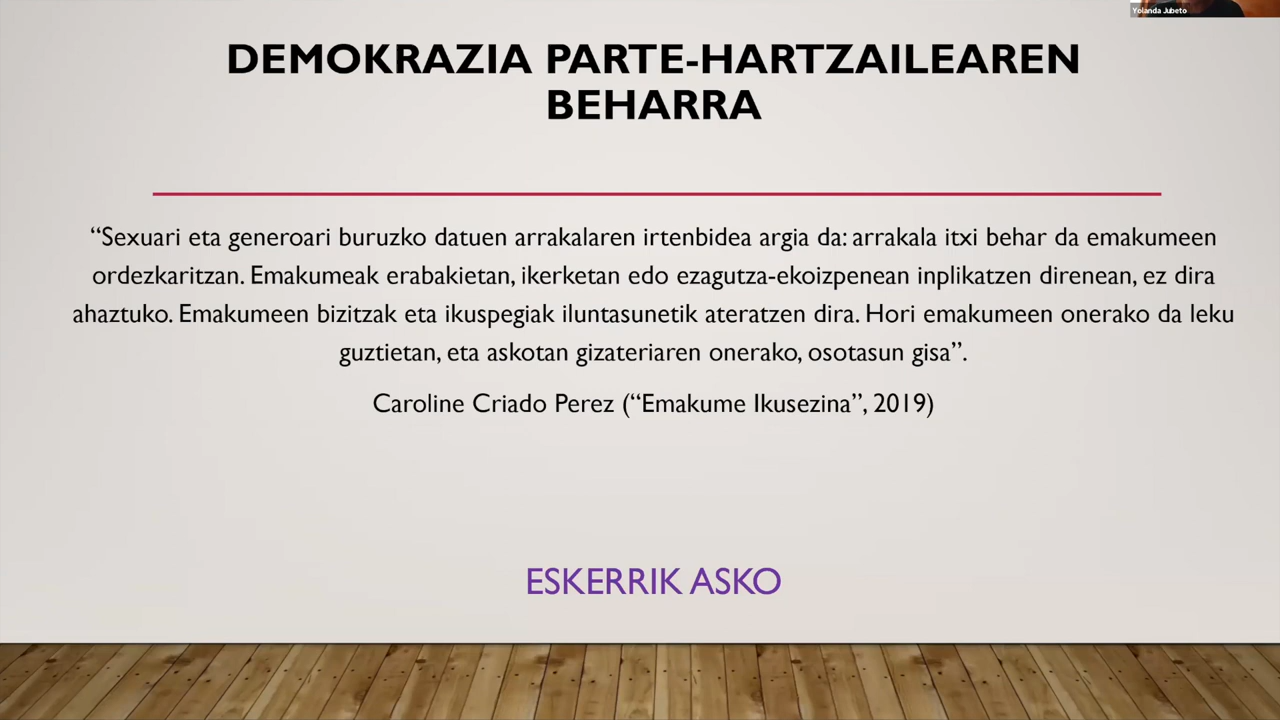 Yolanda Jubeto
DEMOKRAZIA PARTE-HARTZAILEAREN
BEHARRA
“Sexuari eta generoari buruzko datuen arrakalaren irtenbidea argia da: arrakala itxi behar da emakumeen
ordezkaritzan. Emakumeak erabakietan, ikerketan edo ezagutza-ekoizpenean inplikatzen direnean, ez dira
ahaztuko. Emakumeen bizitzak eta ikuspegiak iluntasunetik ateratzen dira. Hori emakumeen onerako da leku
guztietan, eta askotan gizateriaren onerako, osotasun gisa”.
Caroline Criado Perez (“Emakume Ikusezina”, 2019)
ESKERRIK ASKO